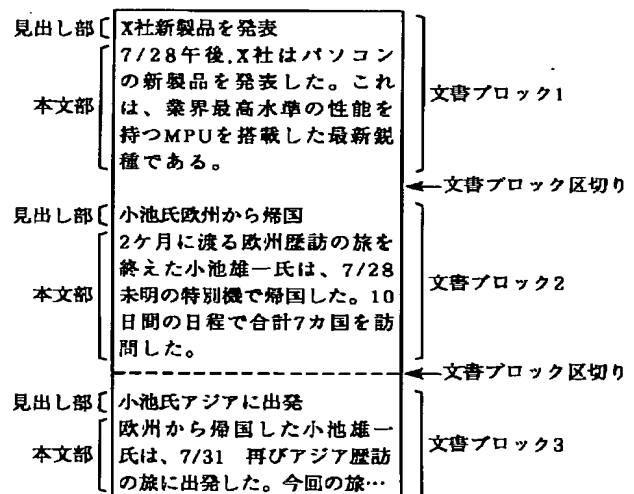 見出し部 X社新製品を発表
7/28午後,X社はパソコン
の新製品を発表した。これ
は、業界最高水準の性能を
持つMPUを搭載した最新鋭
種である。
本文部
文書ブロック1
文書ブロック区切り
見出し部 小池氏欧州から帰国
2ケ月に渡る欧州歴訪の旅を
終えた小池雄一氏は、7/28
未明の特別機で帰国した。10
日間の日程で合計7カ国を訪
問した。
本文部
文書ブロック2
文書ブロック区切り
見出し部 小池氏アジアに出発
欧州から帰国した小池雄一
氏は、7/31 再びアジア歴訪
の旅に出発した。今回の旅…
本文部
文書ブロック3